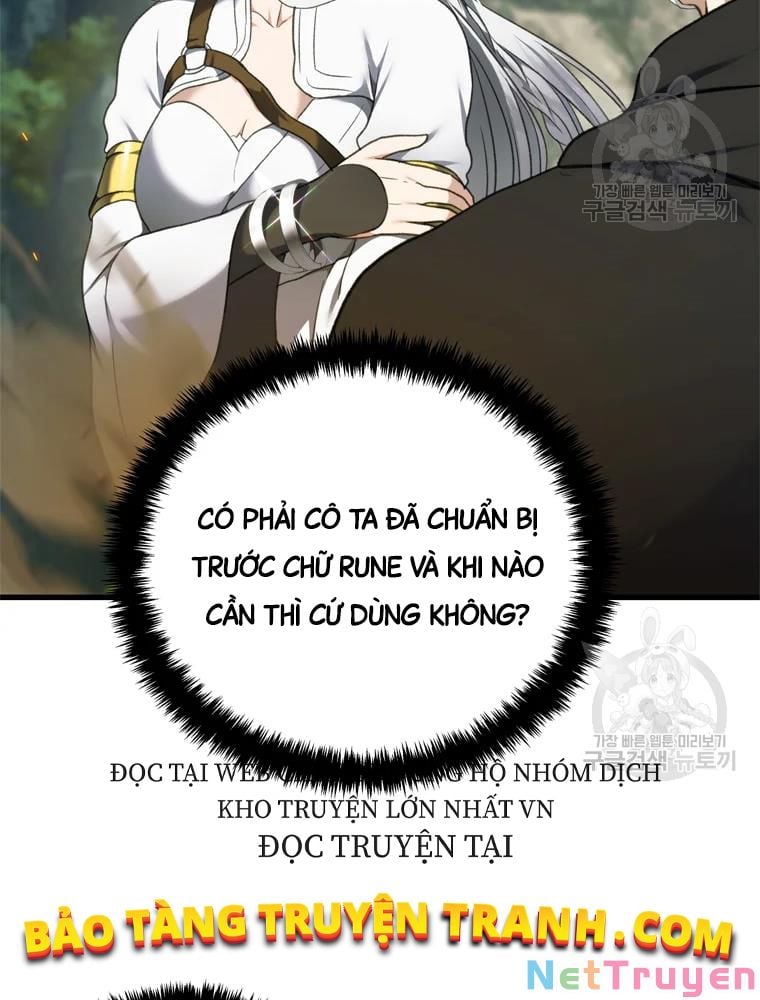 가장 빠른 웹툰 미리보기
구글검색 뉴토끼
CÓ PHẢI CÔ TA ĐÃ CHUẨN BỊ
TRƯỚC CHỮ RUNE VÀ KHI NÀO
CẦN THÌ CỨ DÙNG KHÔNG?
가장 빠른 웹툰 미리보기
구글검색 뉴토끼
ĐỌC TẠI WEB
HỘ NHÓM DỊCH
KHO TRUYỆN LỚN NHẤT VN
ĐỌC TRUYỆN TẠI
BẢO TÀNG TRUYỆN TRANH.COM
NetTruyen